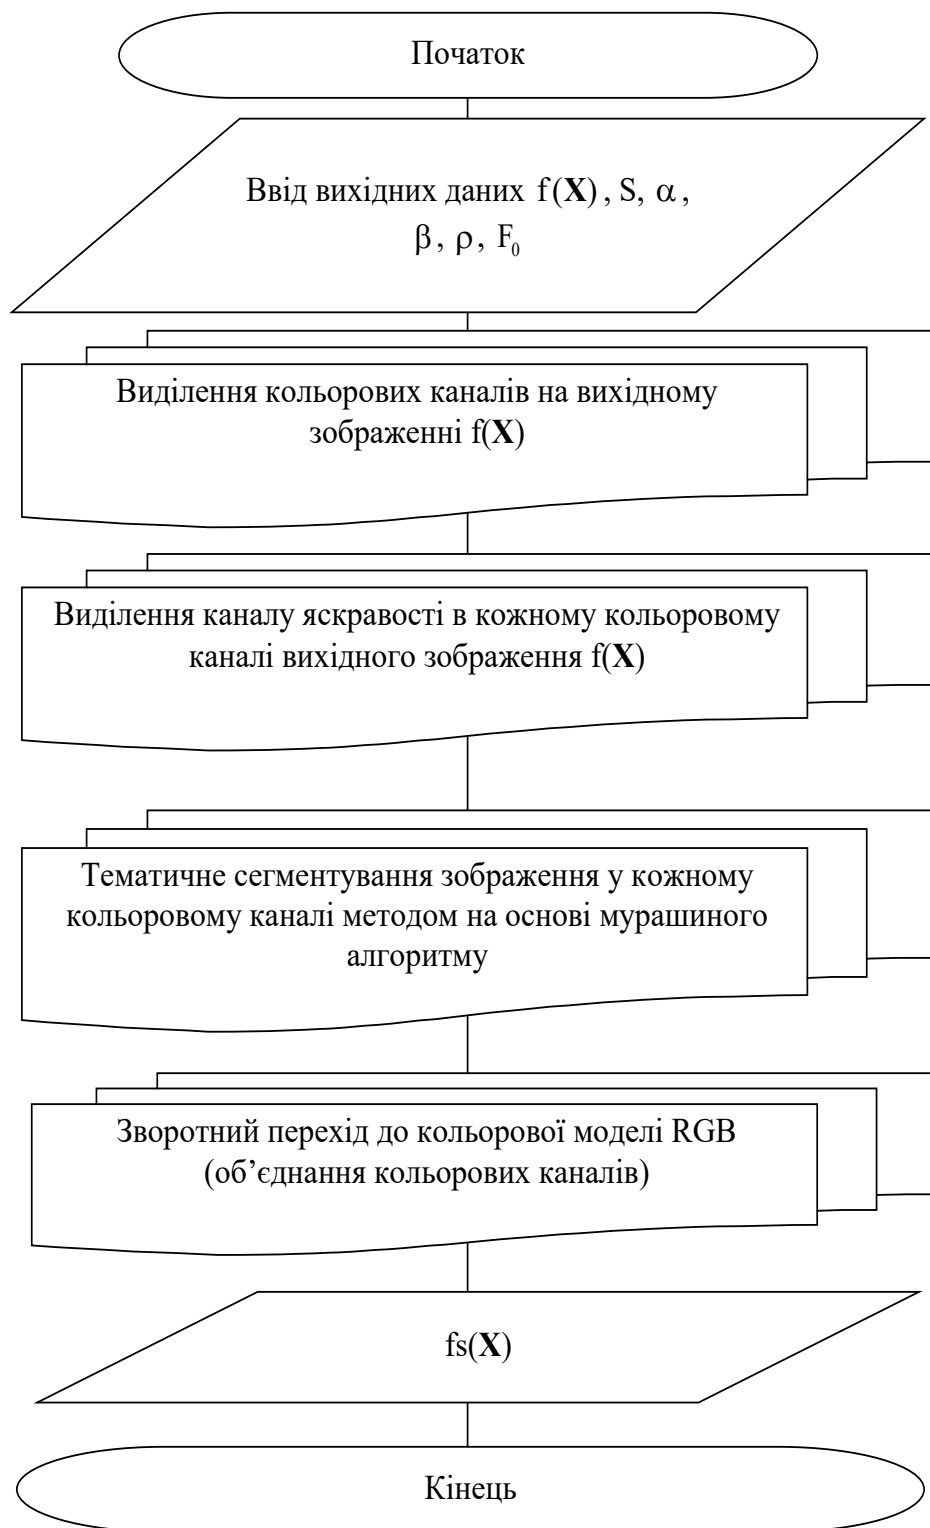 Початок
Ввід вихідних даних f(X), S, α,
β, ρ, F₀
Виділення кольорових каналів на вихідному
зображенні f(X)
Виділення каналу яскравості в кожному кольоровому
каналі вихідного зображення f(X)
Тематичне сегментування зображення у кожному
кольоровому каналі методом на основі мурашиного
алгоритму
Зворотний перехід до кольорової моделі RGB
(об’єднання кольорових каналів)
fs(X)
Кінець